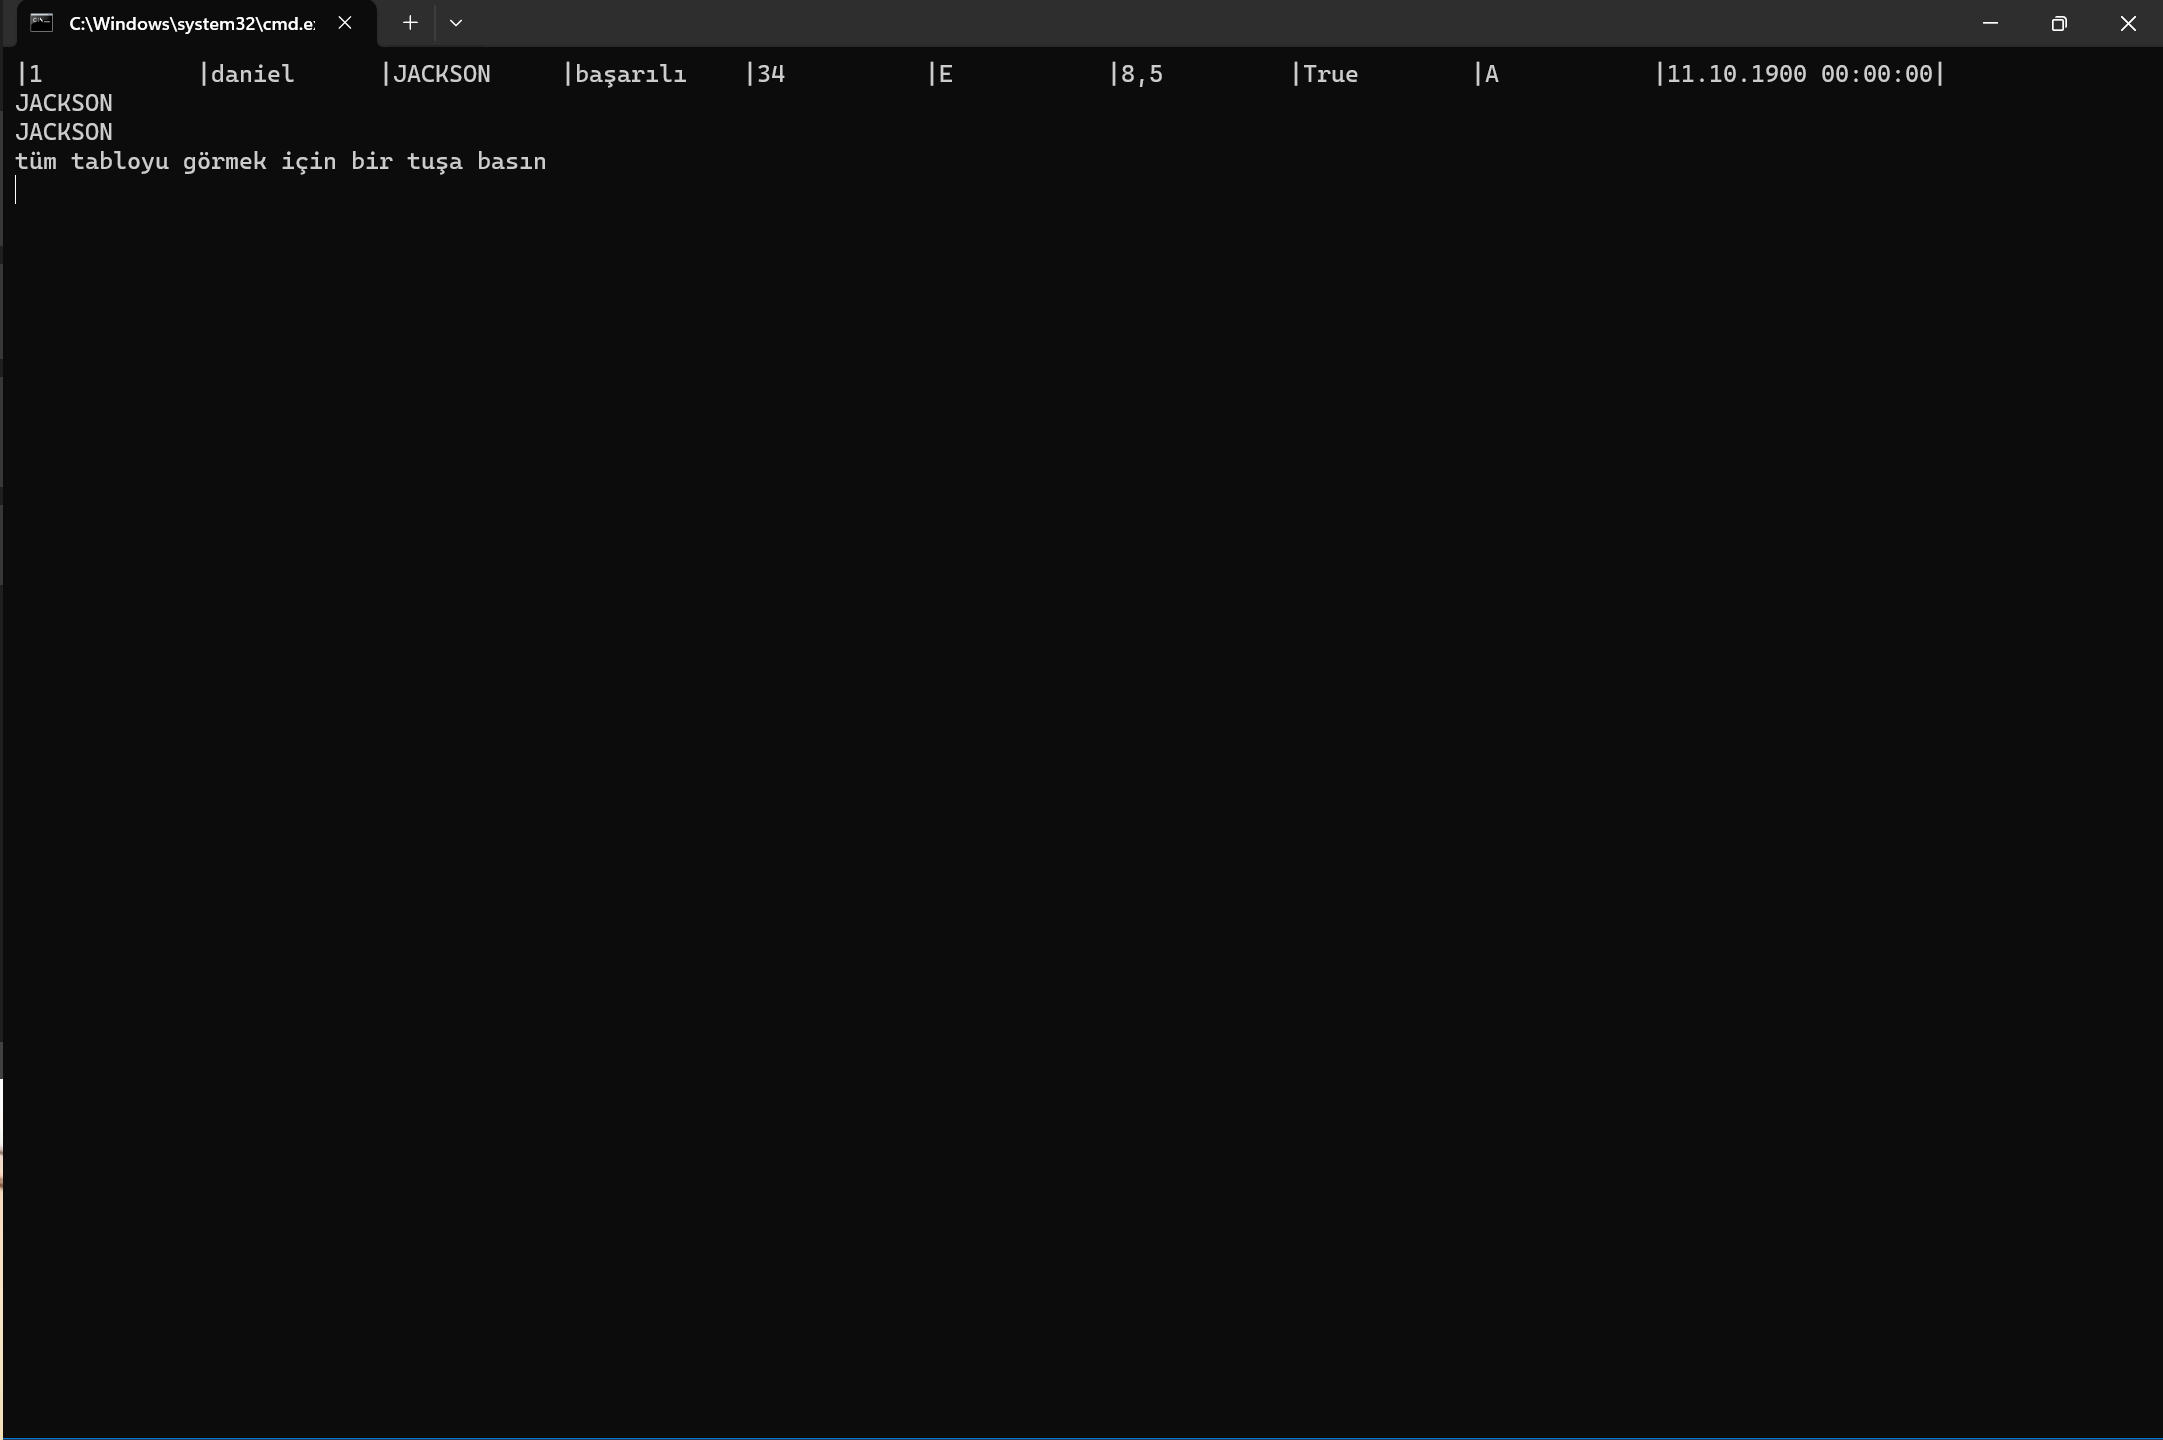 C:\Windows\system32\cmd.e
|1 |daniel |JACKSON |başarılı |34 |E |8,5 |True |A |11.10.1900 00:00:00|
JACKSON
JACKSON
tüm tabloyu görmek için bir tuşa basın